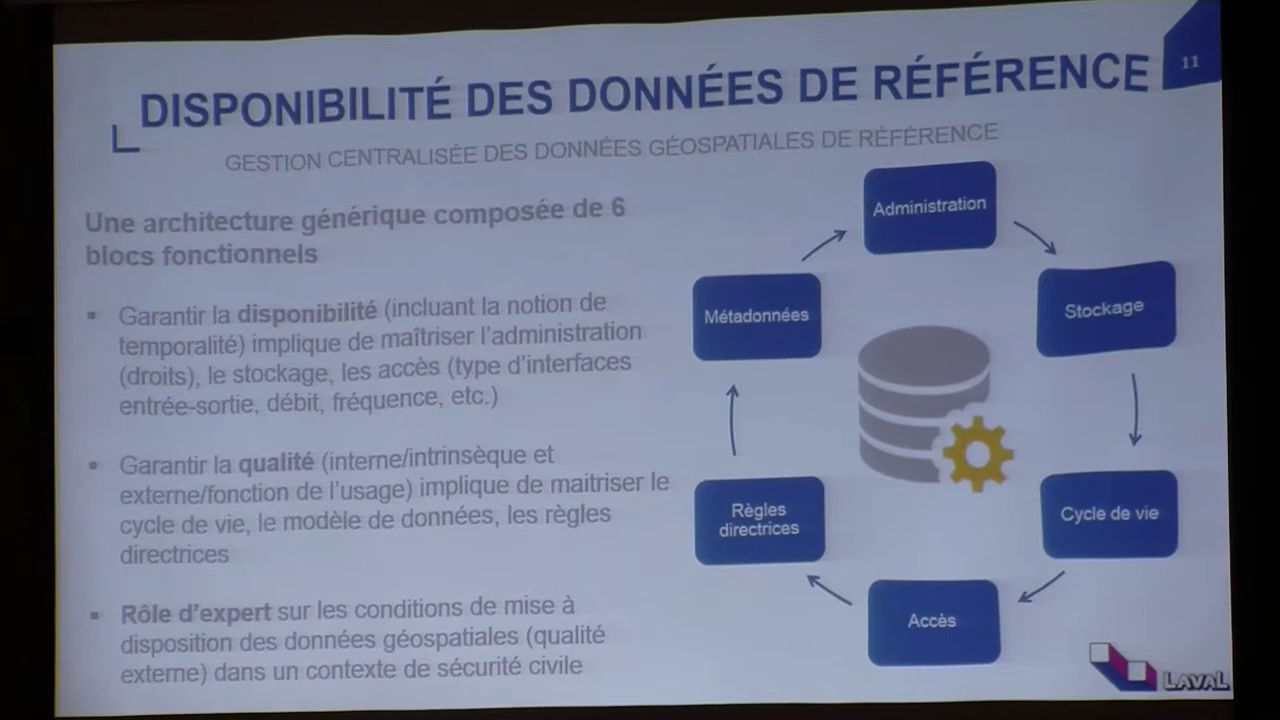 11
DISPONIBILITÉ DES DONNÉES DE RÉFÉRENCE
GESTION CENTRALISÉE DES DONNÉES GÉOSPATIALES DE RÉFÉRENCE
Une architecture générique composée de 6
blocs fonctionnels
▪ Garantir la disponibilité (incluant la notion de
temporalité) implique de maîtriser l'administration
(droits), le stockage, les accès (type d'interfaces
entrée-sortie, débit, fréquence, etc.)
▪ Garantir la qualité (interne/intrinsèque et
externe/fonction de l'usage) implique de maitriser le
cycle de vie, le modèle de données, les règles
directrices
▪ Rôle d'expert sur les conditions de mise à
disposition des données géospatiales (qualité
externe) dans un contexte de sécurité civile
Administration
Stockage
Cycle de vie
Accès
Règles
directrices
Métadonnées
LAVAL